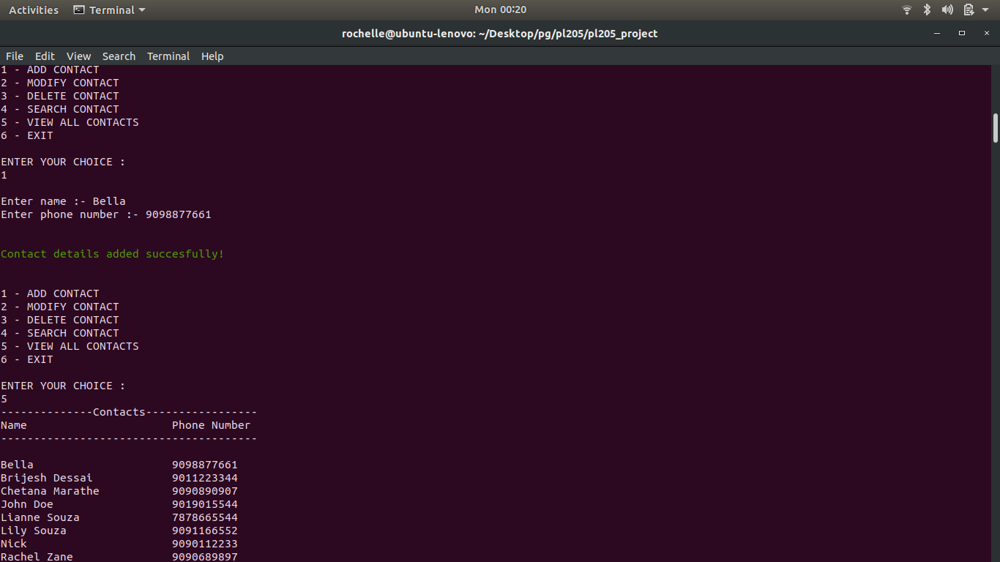 Activities Terminal Mon 00:20
rochelle@ubuntu-lenovo: ~/Desktop/pg/pl205/pl205_project
File Edit View Search Terminal Help
1 - ADD CONTACT
2 - MODIFY CONTACT
3 - DELETE CONTACT
4 - SEARCH CONTACT
5 - VIEW ALL CONTACTS
6 - EXIT
ENTER YOUR CHOICE :
1
Enter name :- Bella
Enter phone number :- 9098877661
Contact details added succesfully!
1 - ADD CONTACT
2 - MODIFY CONTACT
3 - DELETE CONTACT
4 - SEARCH CONTACT
5 - VIEW ALL CONTACTS
6 - EXIT
ENTER YOUR CHOICE :
5
--------------Contacts-----------------
Name Phone Number
---------------------------------------
Bella 9098877661
Brijesh Dessai 9011223344
Chetana Marathe 9090890907
John Doe 9019015544
Lianne Souza 7878665544
Lily Souza 9091166552
Nick 9090112233
Rachel Zane 9090689897